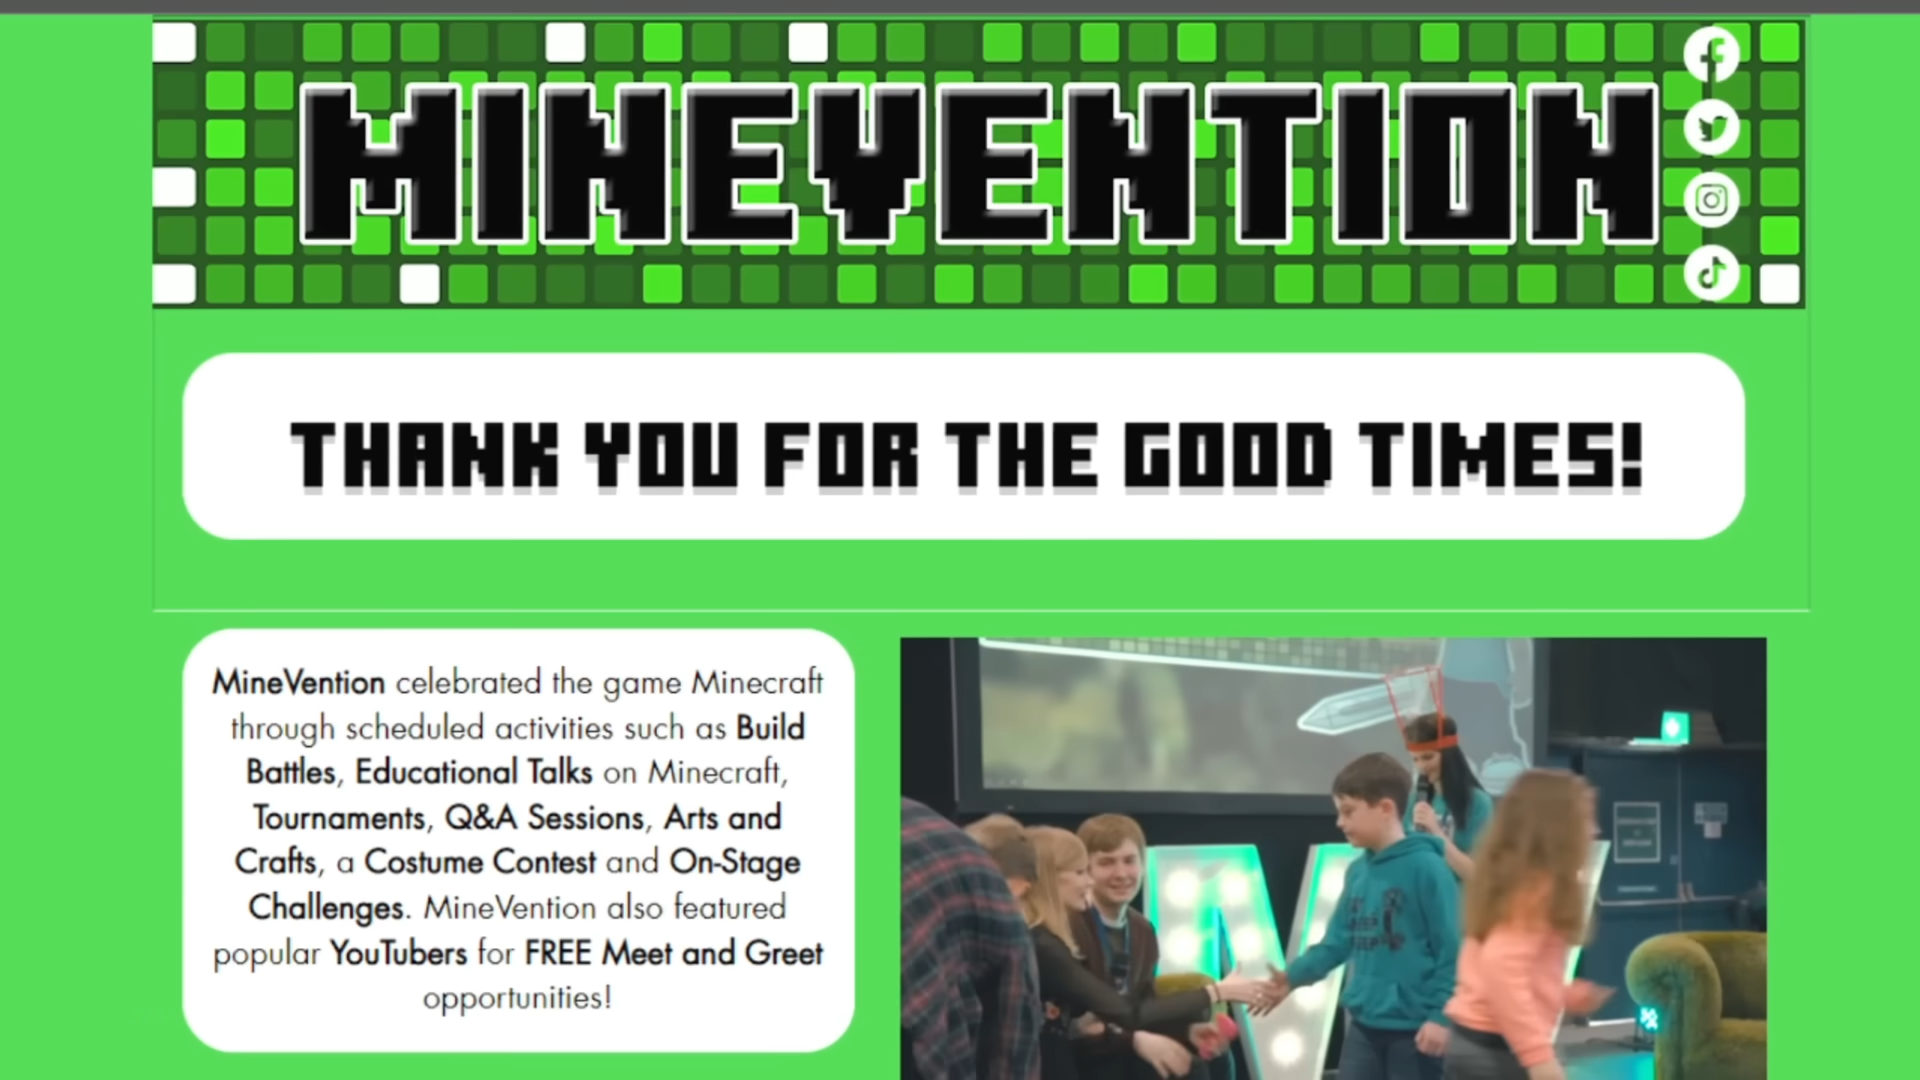 MINEVENTION
THANK YOU FOR THE GOOD TIMES!
MineVention celebrated the game Minecraft
through scheduled activities such as Build
Battles, Educational Talks on Minecraft,
Tournaments, Q&A Sessions, Arts and
Crafts, a Costume Contest and On-Stage
Challenges. MineVention also featured
popular YouTubers for FREE Meet and Greet
opportunities!